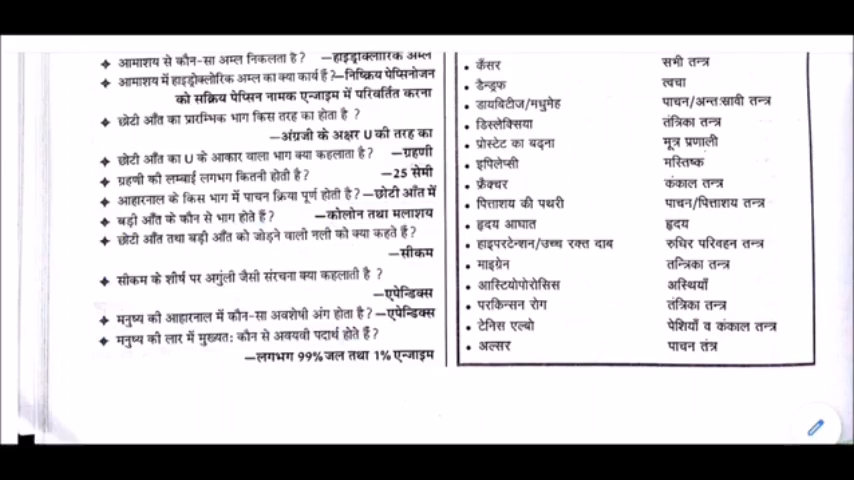 ✦ आमाशय से कौन-सा अम्ल निकलता है? —हाइड्रोक्लोरिक अम्ल
✦ आमाशय में हाइड्रोक्लोरिक अम्ल का क्या कार्य हैं?—निष्क्रिय पेप्सिनोजन
को सक्रिय पेप्सिन नामक एन्जाइम में परिवर्तित करना
✦ छोटी आँत का प्रारम्भिक भाग किस तरह का होता है ?
—अंग्रजी के अक्षर U की तरह का
✦ छोटी आँत का U के आकार वाला भाग क्या कहलाता है? —ग्रहणी
✦ ग्रहणी की लम्बाई लगभग कितनी होती है? —25 सेमी
✦ आहारनाल के किस भाग में पाचन क्रिया पूर्ण होती है?—छोटी आँत में
✦ बड़ी आँत के कौन से भाग होते हैं? —कोलोन तथा मलाशय
✦ छोटी आँत तथा बड़ी आँत को जोड़ने वाली नली को क्या कहते हैं?
—सीकम
✦ सीकम के शीर्ष पर अगुंली जैसी संरचना क्या कहलाती है ?
—एपेन्डिक्स
✦ मनुष्य की आहारनाल में कौन-सा अवशेषी अंग होता है?—एपेन्डिक्स
✦ मनुष्य की लार में मुख्यतः कौन से अवयवी पदार्थ होते हैं?
—लगभग 99% जल तथा 1% एन्जाइम
• कैंसर सभी तन्त्र
• डैन्ड्रफ त्वचा
• डायबिटीज/मधुमेह पाचन/अन्तःस्रावी तन्त्र
• डिस्लेक्सिया तंत्रिका तन्त्र
• प्रोस्टेट का बढ़ना मूत्र प्रणाली
• इपिलेप्सी मस्तिष्क
• फ्रैक्चर कंकाल तन्त्र
• पित्ताशय की पथरी पाचन/पित्ताशय तन्त्र
• हृदय आघात हृदय
• हाइपरटेन्शन/उच्च रक्त दाब रुधिर परिवहन तन्त्र
• माइग्रेन तन्त्रिका तन्त्र
• आस्टियोपोरोसिस अस्थियाँ
• परकिन्सन रोग तंत्रिका तन्त्र
• टेनिस एल्बो पेशियाँ व कंकाल तन्त्र
• अल्सर पाचन तंत्र